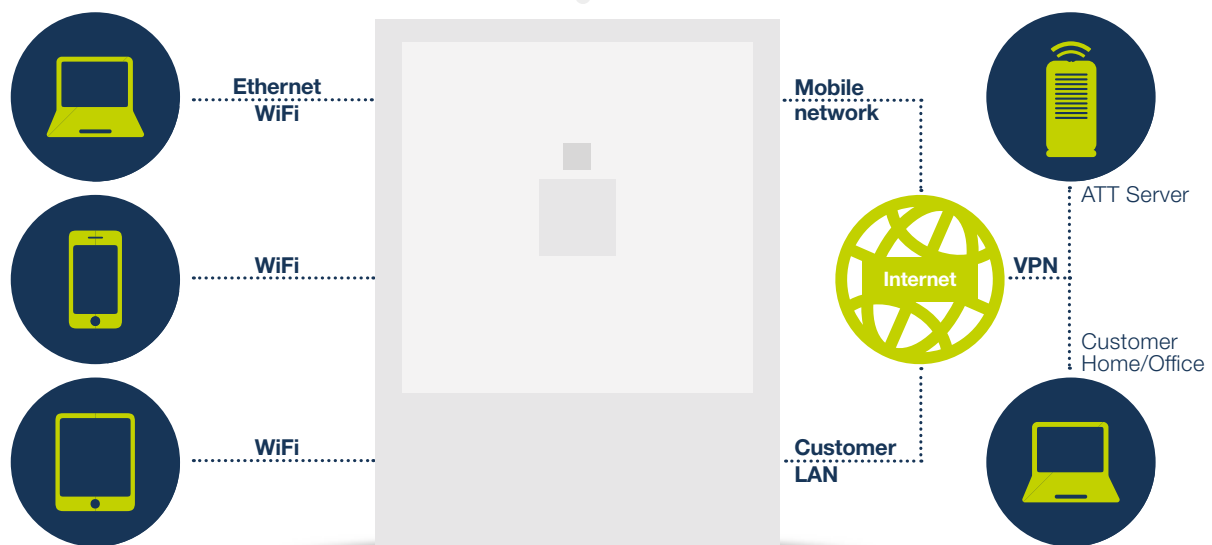 Ethernet
WiFi
WiFi
WiFi
Mobile
network
Internet
VPN
ATT Server
Customer
Home/Office
Customer
LAN